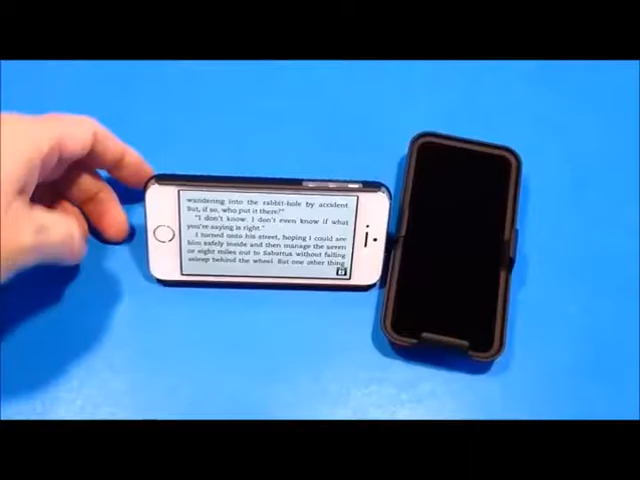 wandering into the rabbit-hole by accident
But, if so, who put it there?"
"I don't know. I don't even know if what
you're saying is right."
I turned onto his street, hoping I could see
him safely inside and then manage the seven
or eight miles out to Sabattus without falling
asleep behind the wheel. But one other thing